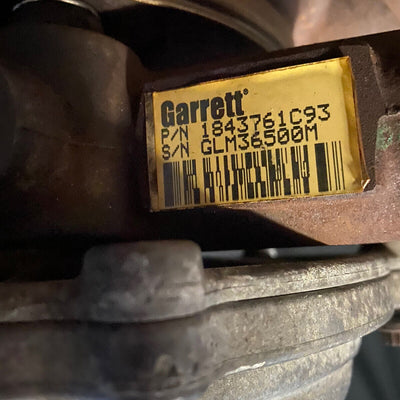 Garrett®
P/N 1843761C93
S/N GLM36500M